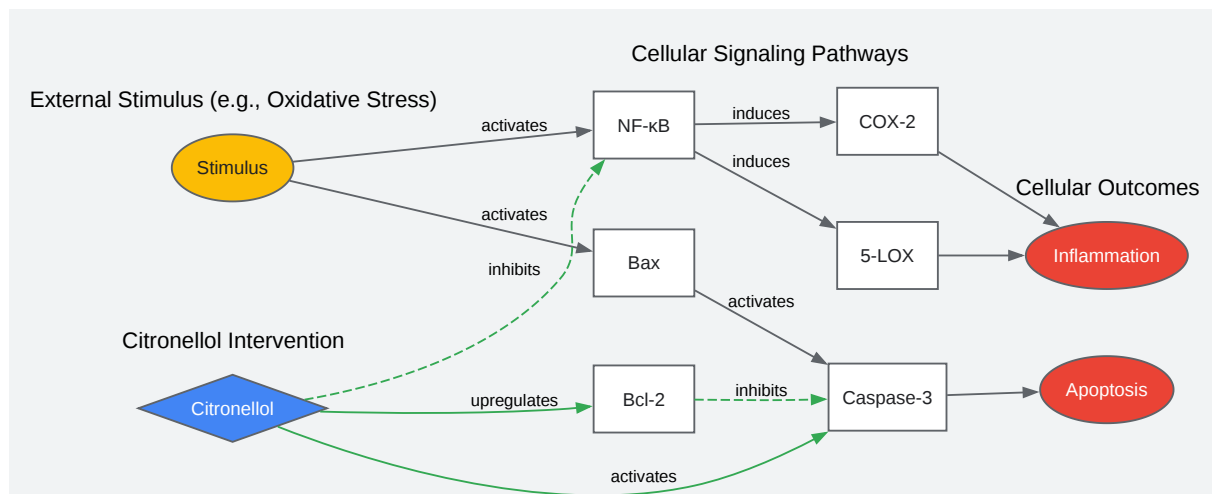 Cellular Signaling Pathways
External Stimulus (e.g., Oxidative Stress)
activates
NF-κB
induces
COX-2
Stimulus
induces
Cellular Outcomes
activates
Bax
5-LOX
Inflammation
inhibits
activates
Citronellol Intervention
Citronellol
upregulates
Bcl-2
inhibits
Caspase-3
Apoptosis
activates